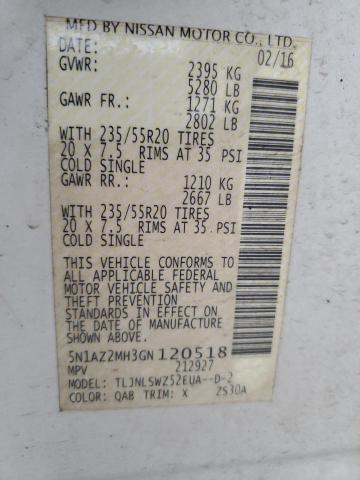 MFD BY NISSAN MOTOR CO., LTD.
DATE: 02/16
GVWR: 2395 KG
5280 LB
GAWR FR.: 1271 KG
2802 LB
WITH 235/55R20 TIRES
20 X 7.5 RIMS AT 35 PSI
COLD SINGLE
GAWR RR.: 1210 KG
2667 LB
WITH 235/55R20 TIRES
20 X 7.5 RIMS AT 35 PSI
COLD SINGLE
THIS VEHICLE CONFORMS TO
ALL APPLICABLE FEDERAL
MOTOR VEHICLE SAFETY AND
THEFT PREVENTION
STANDARDS IN EFFECT ON
THE DATE OF MANUFACTURE
SHOWN ABOVE.
5N1AZ2MH3GN120518
MPV 212927
MODEL: TLJNLSWZ52EUA--D-2
COLOR: QAB TRIM: X 2S30A